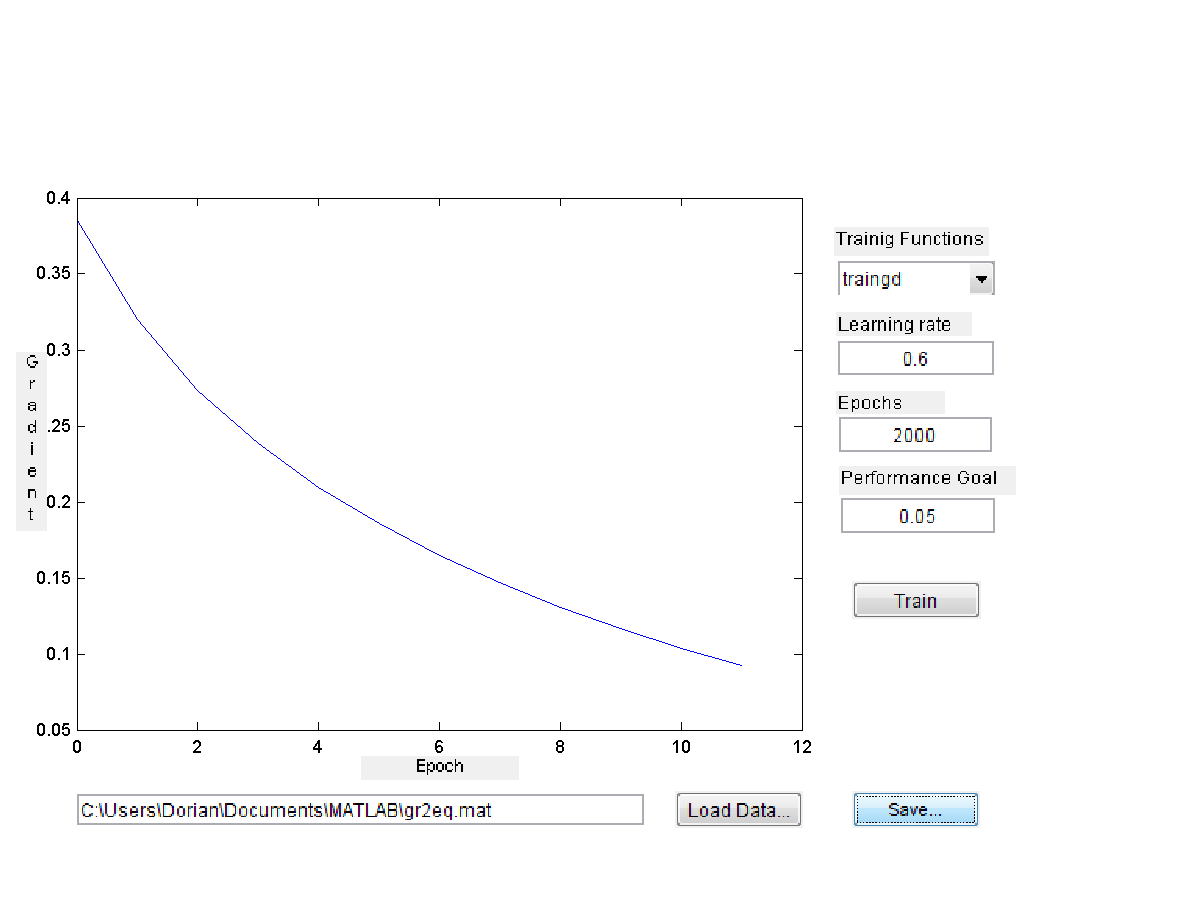 0.4
0.35
0.3
.25
0.2
0.15
0.1
0.05
Gradient
0 2 4 6 8 10 12
Epoch
Trainig Functions
traingd
Learning rate
0.6
Epochs
2000
Performance Goal
0.05
Train
C:\Users\Dorian\Documents\MATLAB\gr2eq.mat
Load Data...
Save...